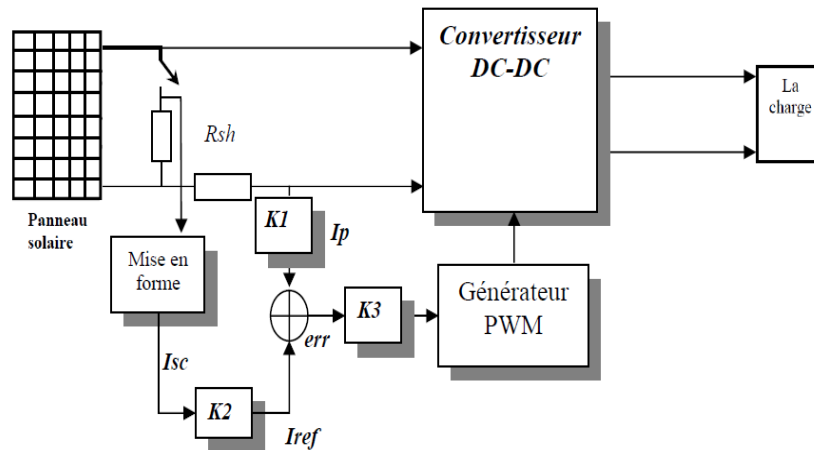 Convertisseur
DC-DC
La
charge
Rsh
Panneau
solaire
K1
Ip
Mise en
forme
Générateur
PWM
K3
err
Isc
K2
Iref